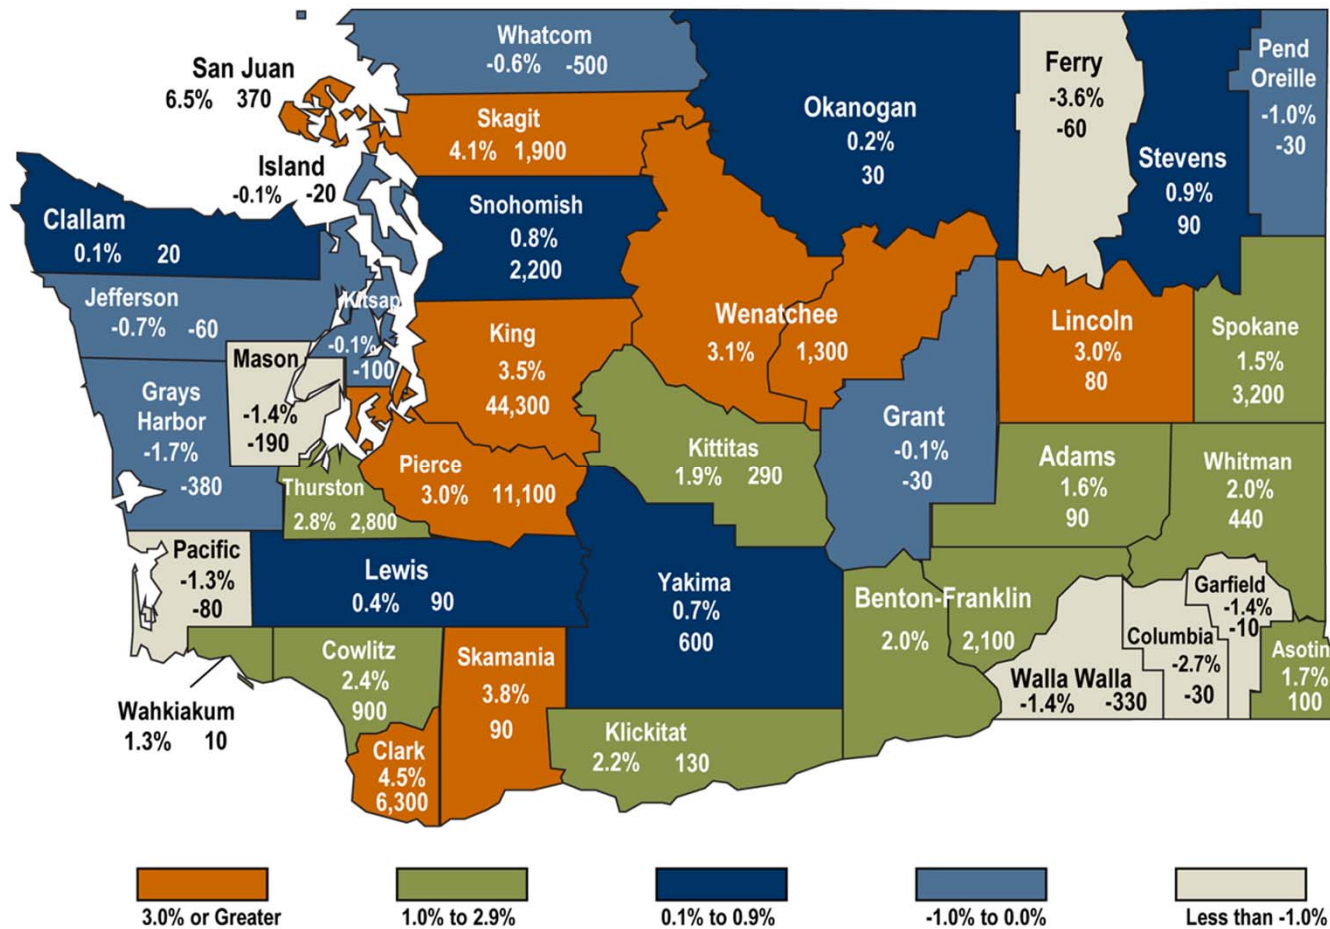 Whatcom
-0.6% -500
San Juan
6.5% 370
Skagit
4.1% 1,900
Island
-0.1% -20
Okanogan
0.2%
30
Ferry
-3.6%
-60
Stevens
0.9%
90
Pend
Oreille
-1.0%
-30
Clallam
0.1% 20
Snohomish
0.8%
2,200
Jefferson
-0.7% -60
Kitsap
-0.1%
-100
Mason
-1.4%
-190
King
3.5%
44,300
Wenatchee
3.1% 1,300
Lincoln
3.0%
80
Spokane
1.5%
3,200
Grays
Harbor
-1.7%
-380
Grant
-0.1%
-30
Thurston
2.8% 2,800
Pierce
3.0% 11,100
Kittitas
1.9% 290
Adams
1.6%
90
Whitman
2.0%
440
Pacific
-1.3%
-80
Lewis
0.4% 90
Yakima
0.7%
600
Benton-Franklin
2.0% 2,100
Garfield
-1.4%
-10
Columbia
-2.7%
-30
Walla Walla
-1.4% -330
Asotin
1.7%
100
Wahkiakum
1.3% 10
Cowlitz
2.4%
900
Skamania
3.8%
90
Clark
4.5%
6,300
Klickitat
2.2% 130
3.0% or Greater
1.0% to 2.9%
0.1% to 0.9%
-1.0% to 0.0%
Less than -1.0%